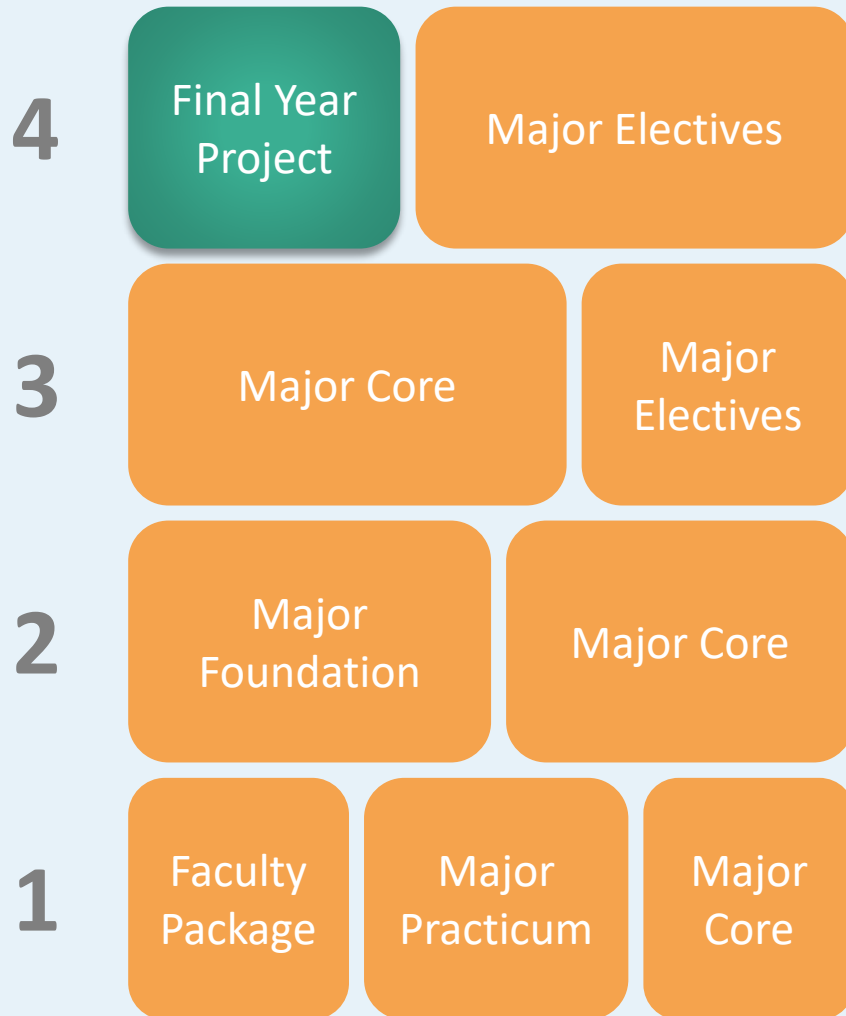 4
Final Year
Project
Major Electives
3
Major Core
Major
Electives
2
Major
Foundation
Major Core
1
Faculty
Package
Major
Practicum
Major
Core